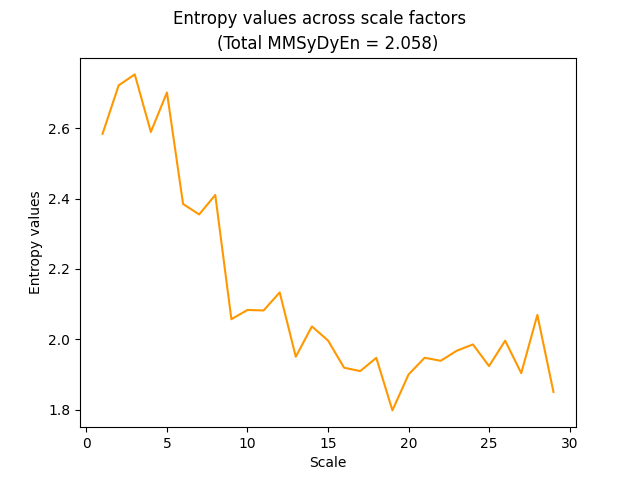 Entropy values across scale factors
(Total MMSyDyEn = 2.058)
Entropy values
2.6
2.4
2.2
2.0
1.8
0 5 10 15 20 25 30
Scale